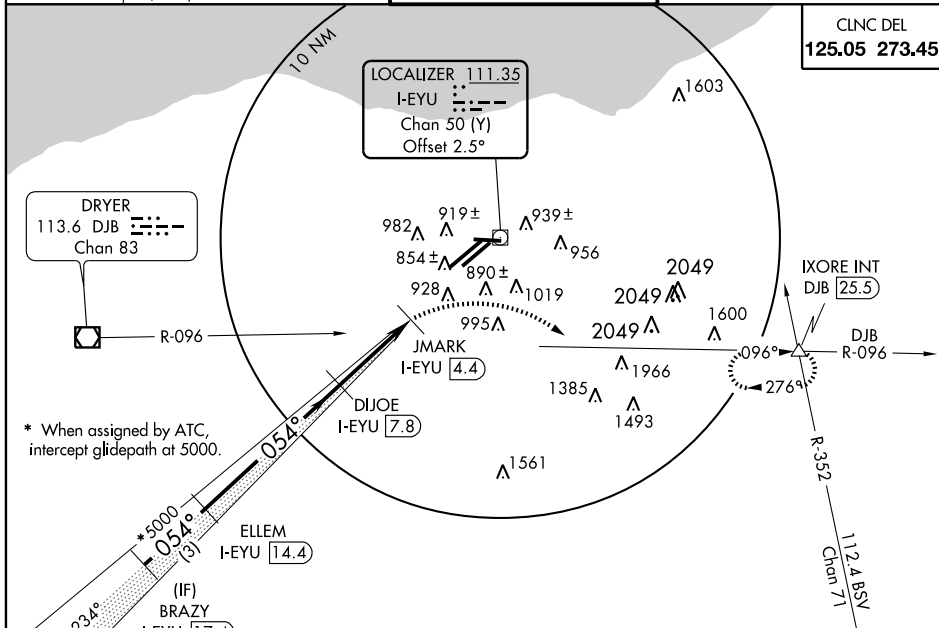 CLNC DEL
125.05 273.45
10 NM
LOCALIZER 111.35
I-EYU
Chan 50 (Y)
Offset 2.5°
1603
DRYER
113.6 DJB
Chan 83
982
919±
939±
956
854±
890±
928
1019
995
2049
2049
2049
1600
IXORE INT
DJB 25.5
R-096
JMARK
I-EYU 4.4
096°
DJB
R-096
276°
1966
1385
1493
DIJOE
I-EYU 7.8
* When assigned by ATC,
intercept glidepath at 5000.
054°
1561
R-352
*5000
054°
(3)
ELLEM
I-EYU 14.4
112.4 BSV
Chan 71
(IF)
BRAZY
234°